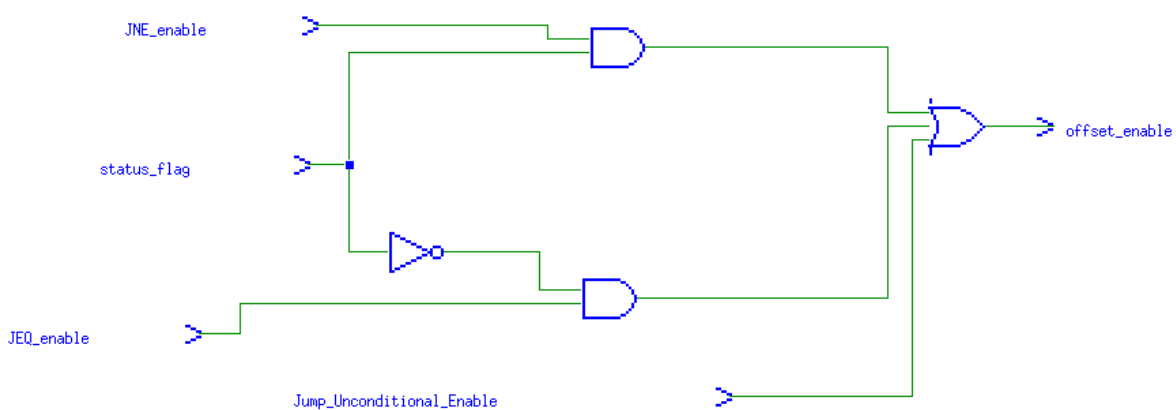 JNE_enable
status_flag
offset_enable
JEQ_enable
Jump_Unconditional_Enable